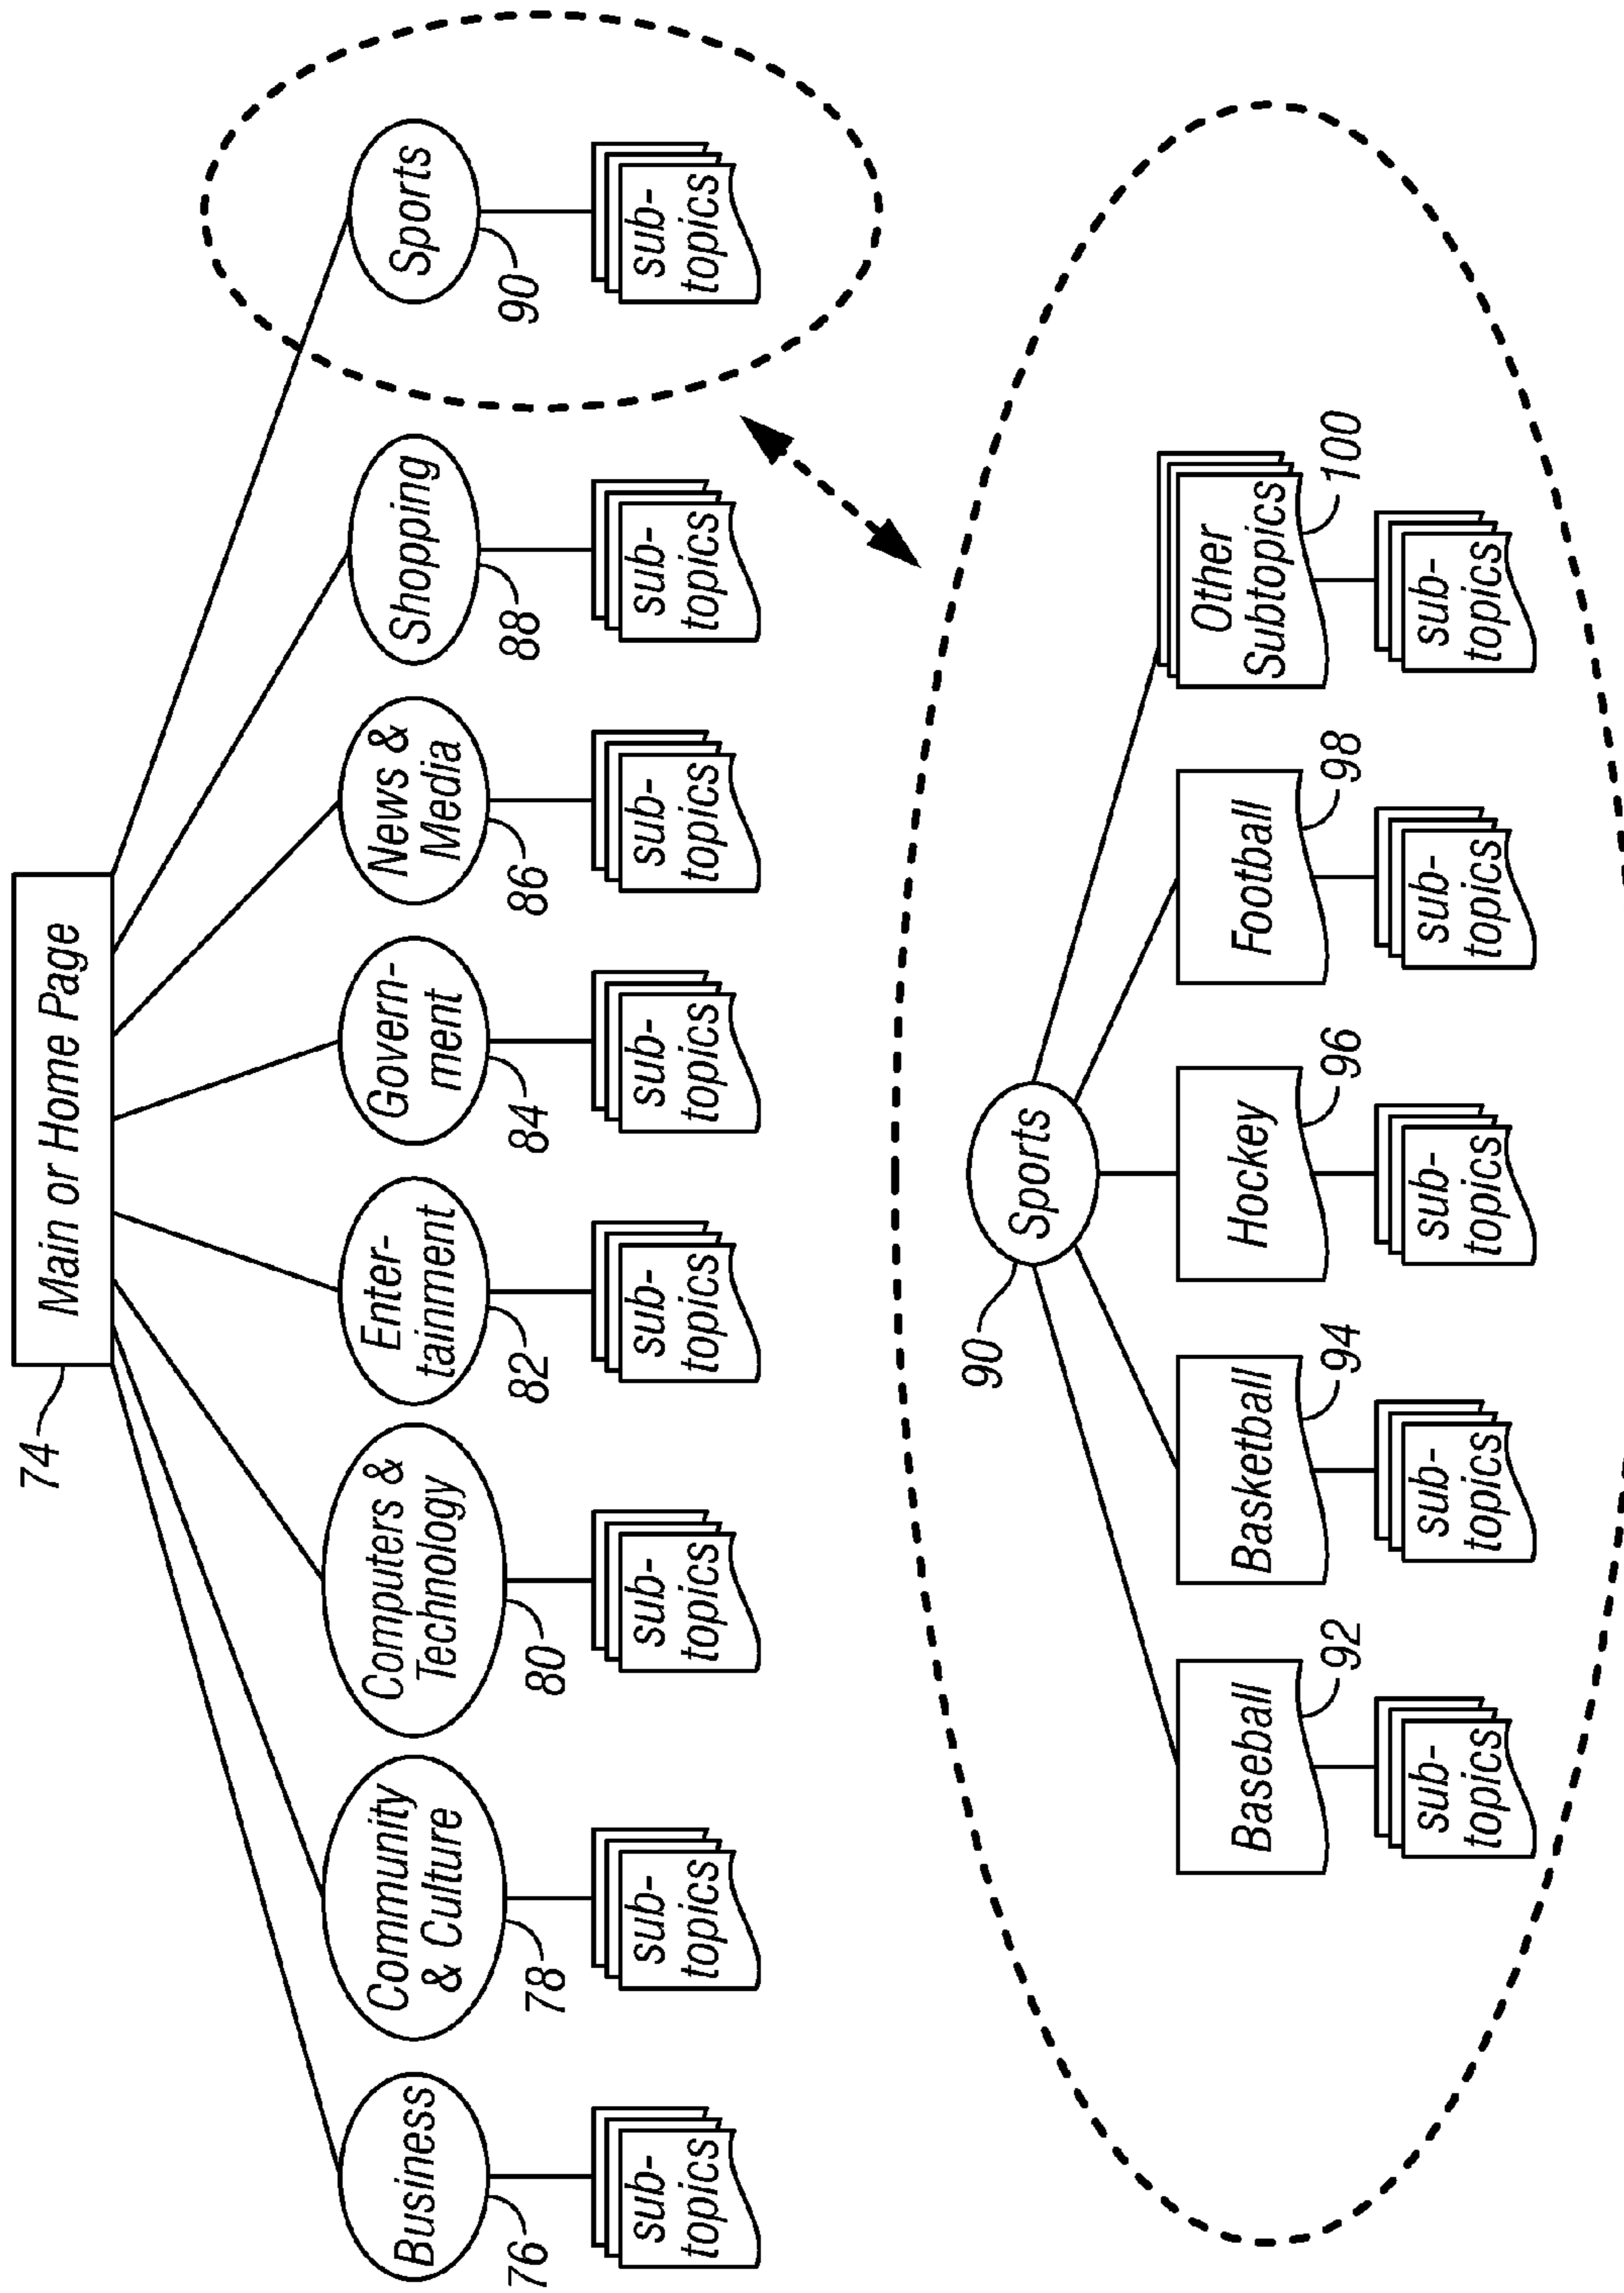 74
Main or Home Page
Business
76
sub-
topics
Community
& Culture
78
sub-
topics
Computers &
Technology
80
sub-
topics
Enter-
tainment
82
sub-
topics
Govern-
ment
84
sub-
topics
News &
Media
86
sub-
topics
Shopping
88
sub-
topics
Sports
90
sub-
topics
90
Sports
Baseball
92
sub-
topics
Basketball
94
sub-
topics
Hockey
96
sub-
topics
Football
98
sub-
topics
Other
Subtopics
100
sub-
topics